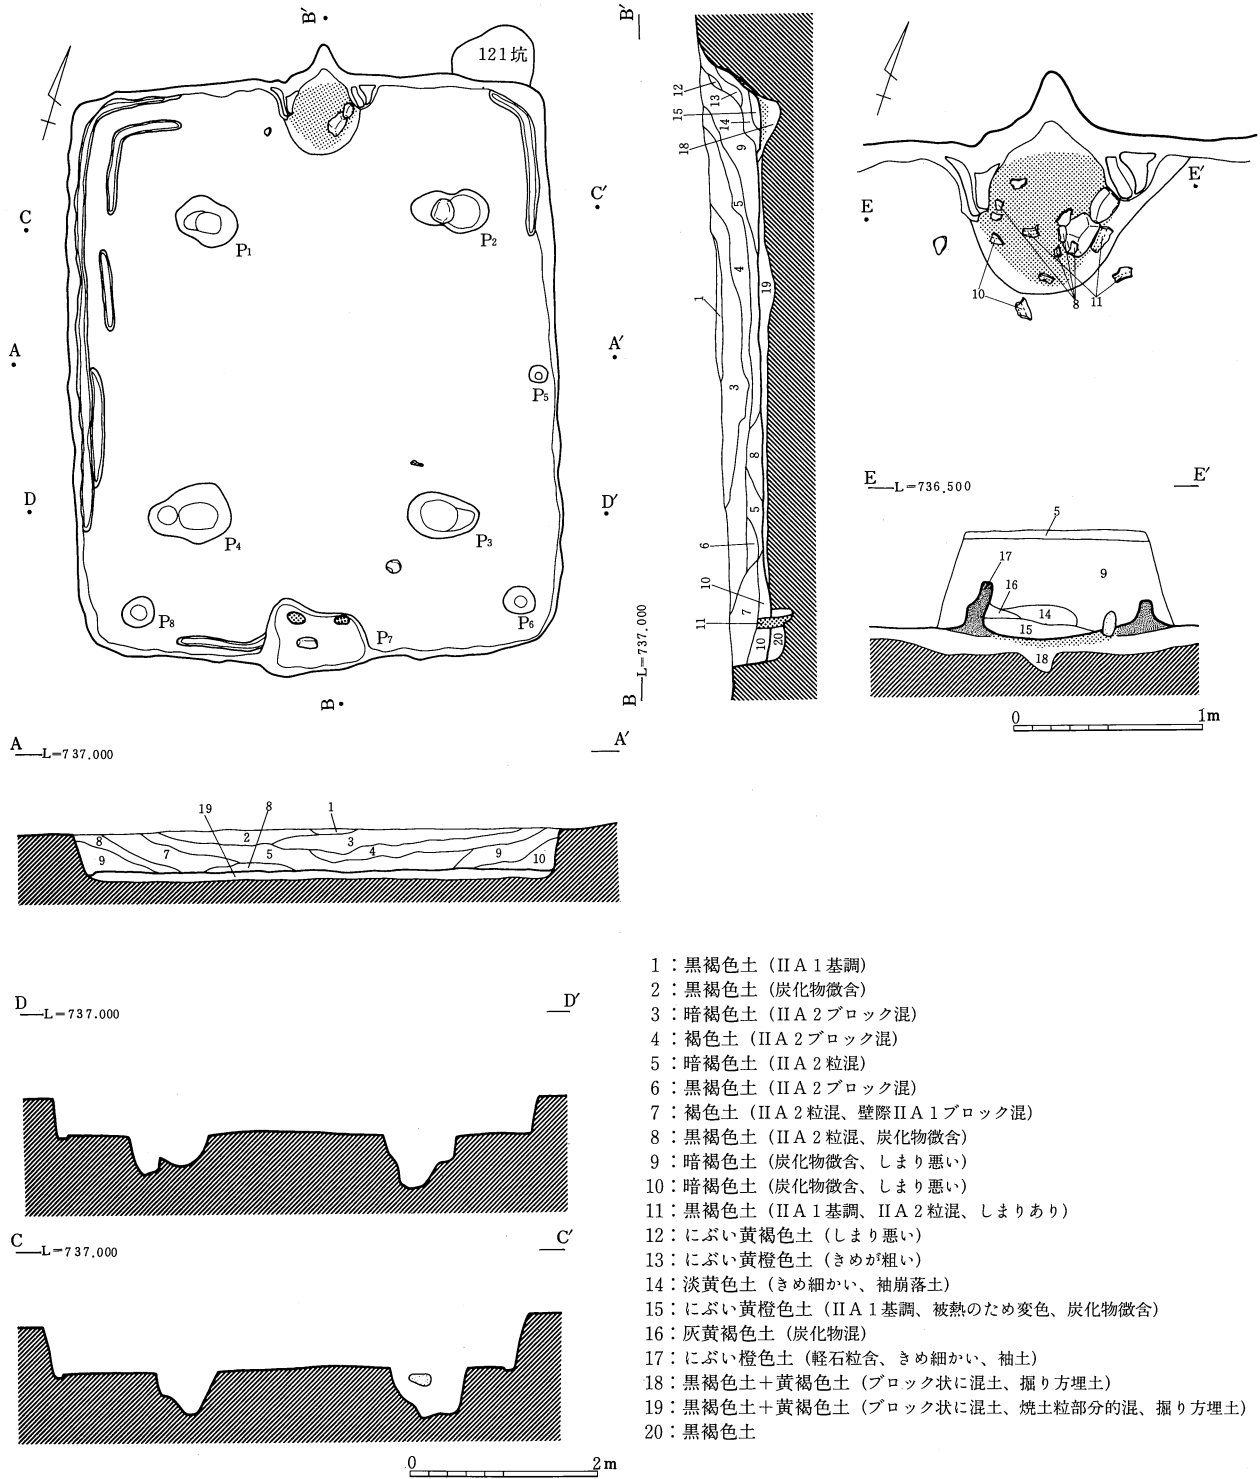 B′
121坑
C
C′
P1
P2
A
A′
P5
D
D′
P4
P3
P8
P6
P7
B
B′
12
13
15
14
18
9
5
4
19
1
3
8
5
6
10
7
11
10
20
B
L=737.000
E
E′
10
8
11
E
L=736.500
E′
5
17
16
9
14
15
18
0
1m
A
L=737.000
A′
19
8
1
8
2
3
9
7
5
4
9
10
D
L=737.000
D′
C
L=737.000
C′
0
2m
1：黒褐色土（ⅡA1基調）
2：黒褐色土（炭化物微含）
3：暗褐色土（ⅡA2ブロック混）
4：褐色土（ⅡA2ブロック混）
5：暗褐色土（ⅡA2粒混）
6：黒褐色土（ⅡA2ブロック混）
7：褐色土（ⅡA2粒混、壁際ⅡA1ブロック混）
8：黒褐色土（ⅡA2粒混、炭化物微含）
9：暗褐色土（炭化物微含、しまり悪い）
10：暗褐色土（炭化物微含、しまり悪い）
11：黒褐色土（ⅡA1基調、ⅡA2粒混、しまりあり）
12：にぶい黄褐色土（しまり悪い）
13：にぶい黄橙色土（きめが粗い）
14：淡黄色土（きめ細かい、袖崩落土）
15：にぶい黄橙色土（ⅡA1基調、被熱のため変色、炭化物微含）
16：灰黄褐色土（炭化物混）
17：にぶい橙色土（軽石粒含、きめ細かい、袖土）
18：黒褐色土＋黄褐色土（ブロック状に混土、掘り方埋土）
19：黒褐色土＋黄褐色土（ブロック状に混土、焼土粒部分的混、掘り方埋土）
20：黒褐色土